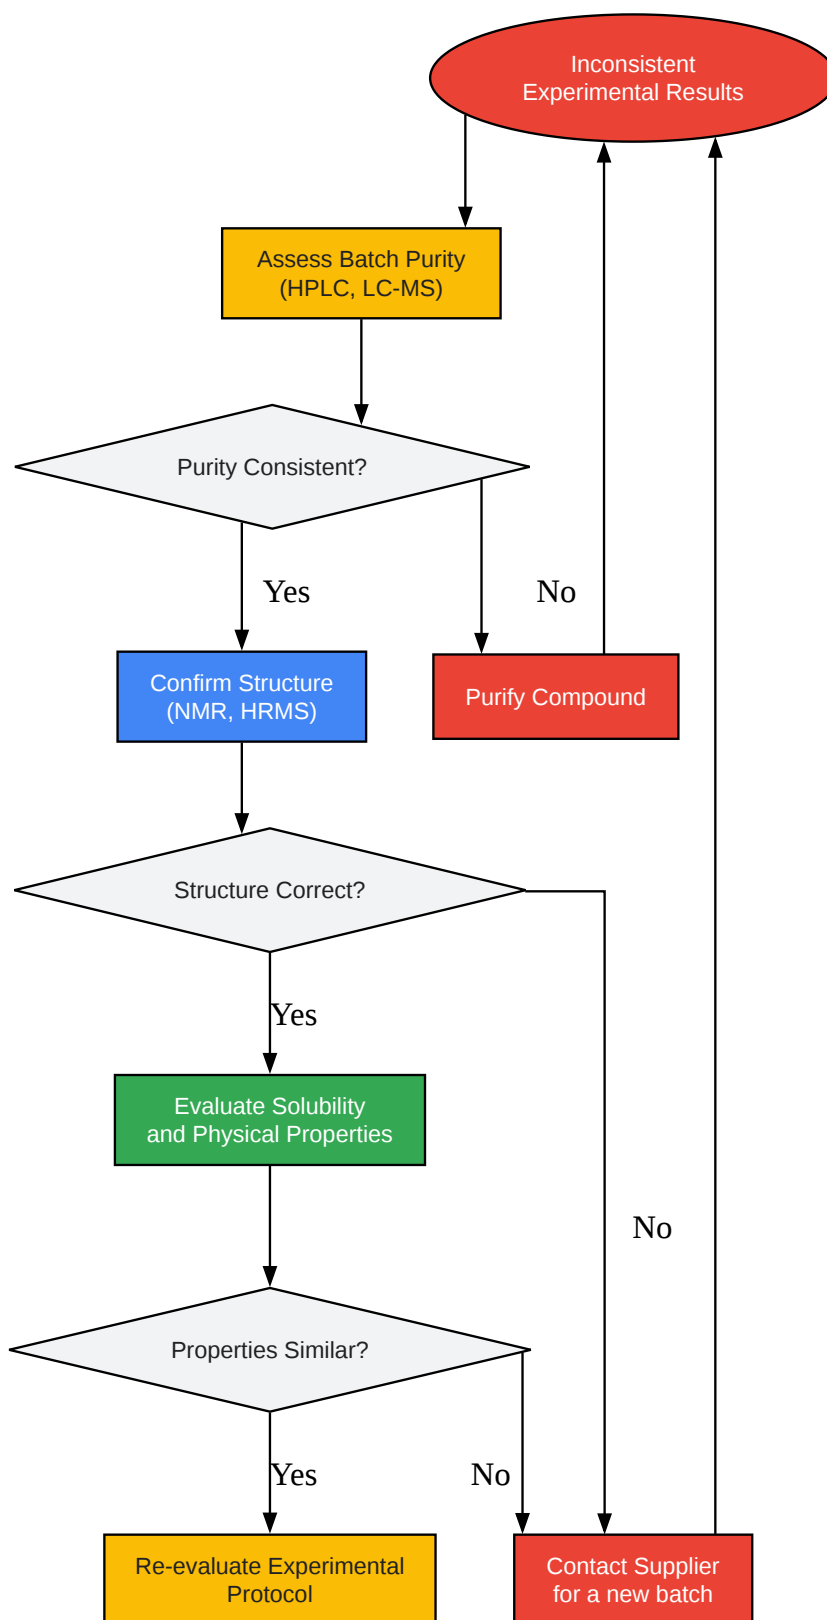 Inconsistent
Experimental Results
Assess Batch Purity
(HPLC, LC-MS)
Purity Consistent?
Yes
No
Confirm Structure
(NMR, HRMS)
Purify Compound
Structure Correct?
Yes
Evaluate Solubility
and Physical Properties
No
Properties Similar?
Yes
No
Re-evaluate Experimental
Protocol
Contact Supplier
for a new batch